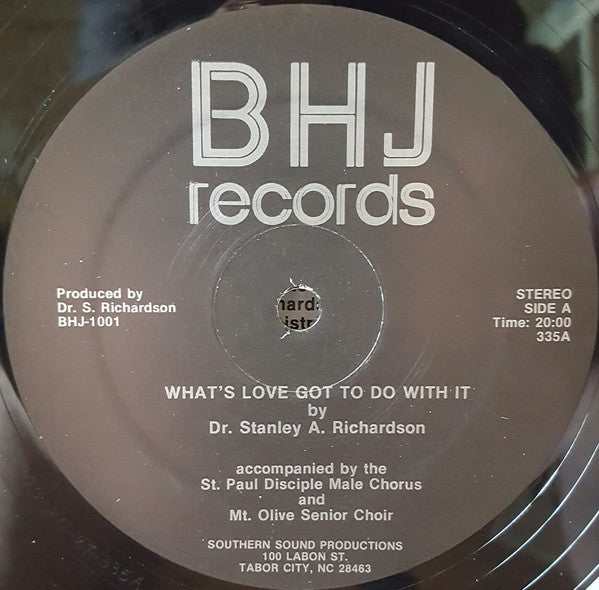 BHJ
records
Produced by
Dr. S. Richardson
BHJ-1001
STEREO
SIDE A
Time: 20:00
335A
WHAT'S LOVE GOT TO DO WITH IT
by
Dr. Stanley A. Richardson
accompanied by the
St. Paul Disciple Male Chorus
and
Mt. Olive Senior Choir
SOUTHERN SOUND PRODUCTIONS
100 LABON ST.
TABOR CITY, NC 28463